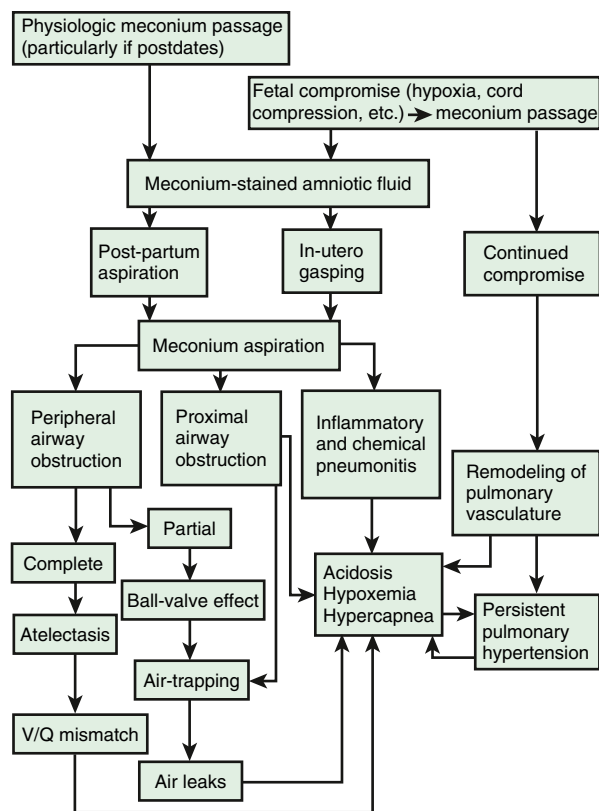 Physiologic meconium passage
(particularly if postdates)
Fetal compromise (hypoxia, cord
compression, etc.) → meconium passage
Meconium-stained amniotic fluid
Post-partum
aspiration
In-utero
gasping
Continued
compromise
Meconium aspiration
Peripheral
airway
obstruction
Proximal
airway
obstruction
Inflammatory
and chemical
pneumonitis
Remodeling of
pulmonary
vasculature
Partial
Complete
Ball-valve effect
Acidosis
Hypoxemia
Hypercapnea
Persistent
pulmonary
hypertension
Atelectasis
Air-trapping
V/Q mismatch
Air leaks